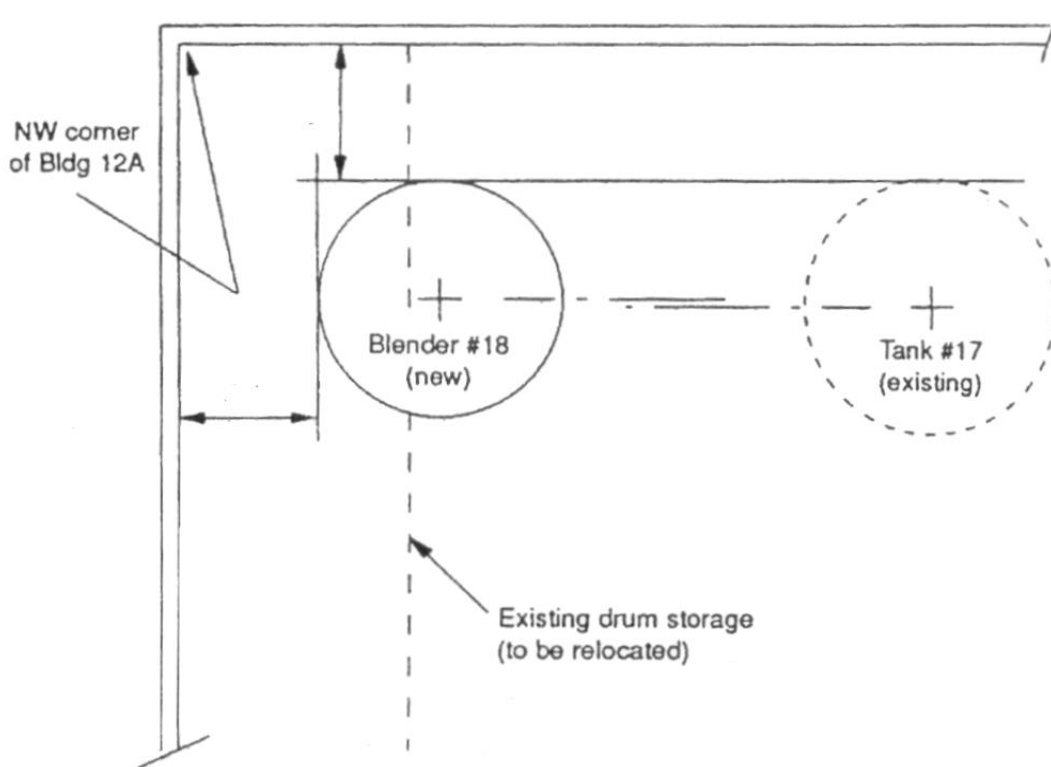 NW corner
of Bldg 12A
Blender #18
(new)
Tank #17
(existing)
Existing drum storage
(to be relocated)